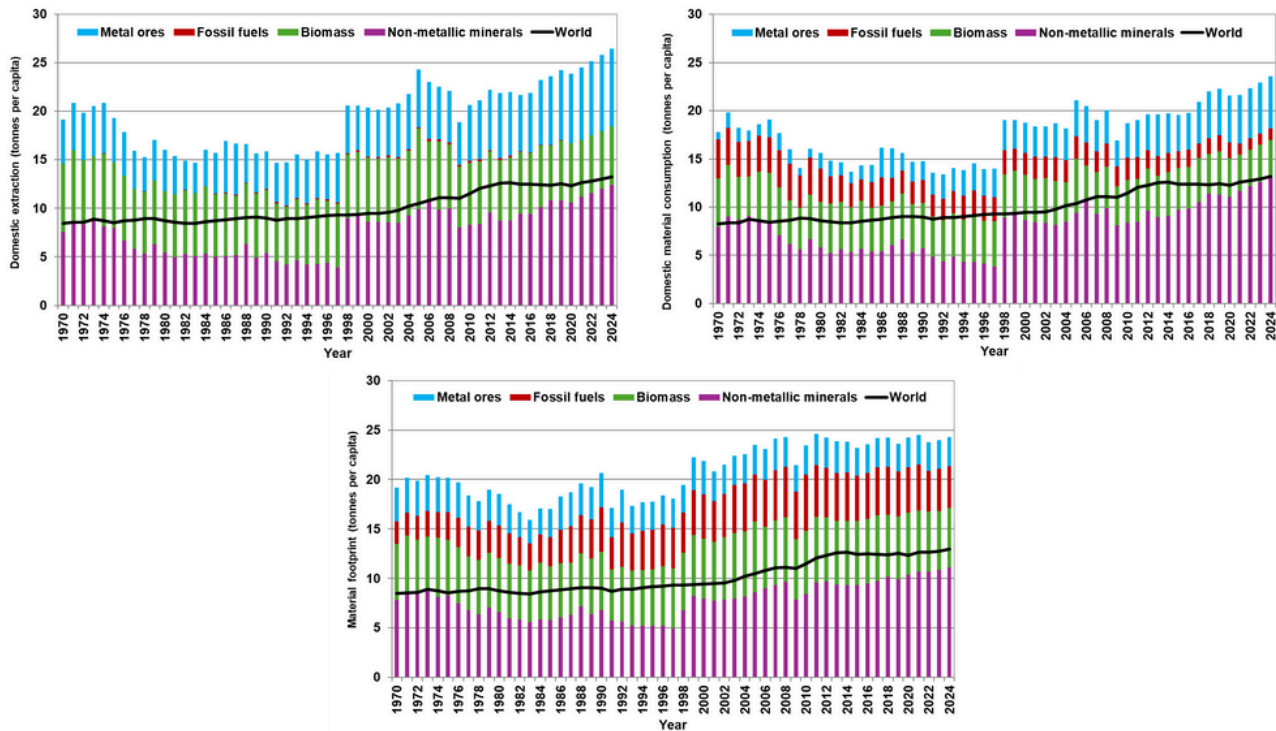 Metal ores Fossil fuels Biomass Non-metallic minerals World
Domestic extraction (tonnes per capita)
30
25
20
15
10
5
0
1970 1972 1974 1976 1978 1980 1982 1984 1986 1988 1990 1992 1994 1996 1998 2000 2002 2004 2006 2008 2010 2012 2014 2016 2018 2020 2022 2024
Year
Metal ores Fossil fuels Biomass Non-metallic minerals World
Domestic material consumption (tonnes per capita)
30
25
20
15
10
5
0
1970 1972 1974 1976 1978 1980 1982 1984 1986 1988 1990 1992 1994 1996 1998 2000 2002 2004 2006 2008 2010 2012 2014 2016 2018 2020 2022 2024
Year
Metal ores Fossil fuels Biomass Non-metallic minerals World
Material footprint (tonnes per capita)
30
25
20
15
10
5
0
1970 1972 1974 1976 1978 1980 1982 1984 1986 1988 1990 1992 1994 1996 1998 2000 2002 2004 2006 2008 2010 2012 2014 2016 2018 2020 2022 2024
Year